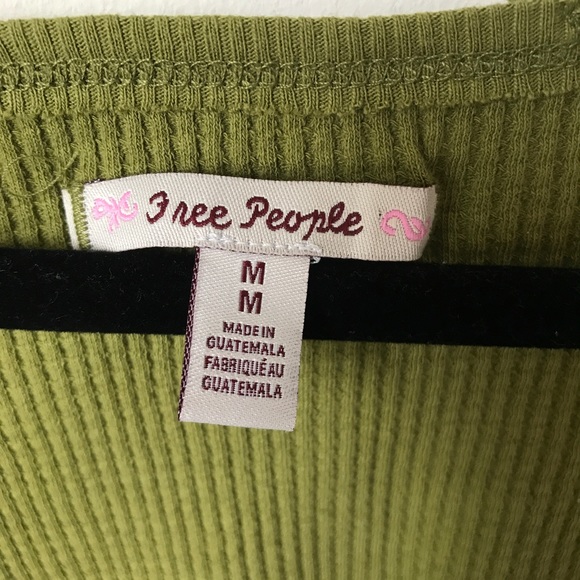 Free People
M
M
MADE IN
GUATEMALA
FABRIQUÉ AU
GUATEMALA